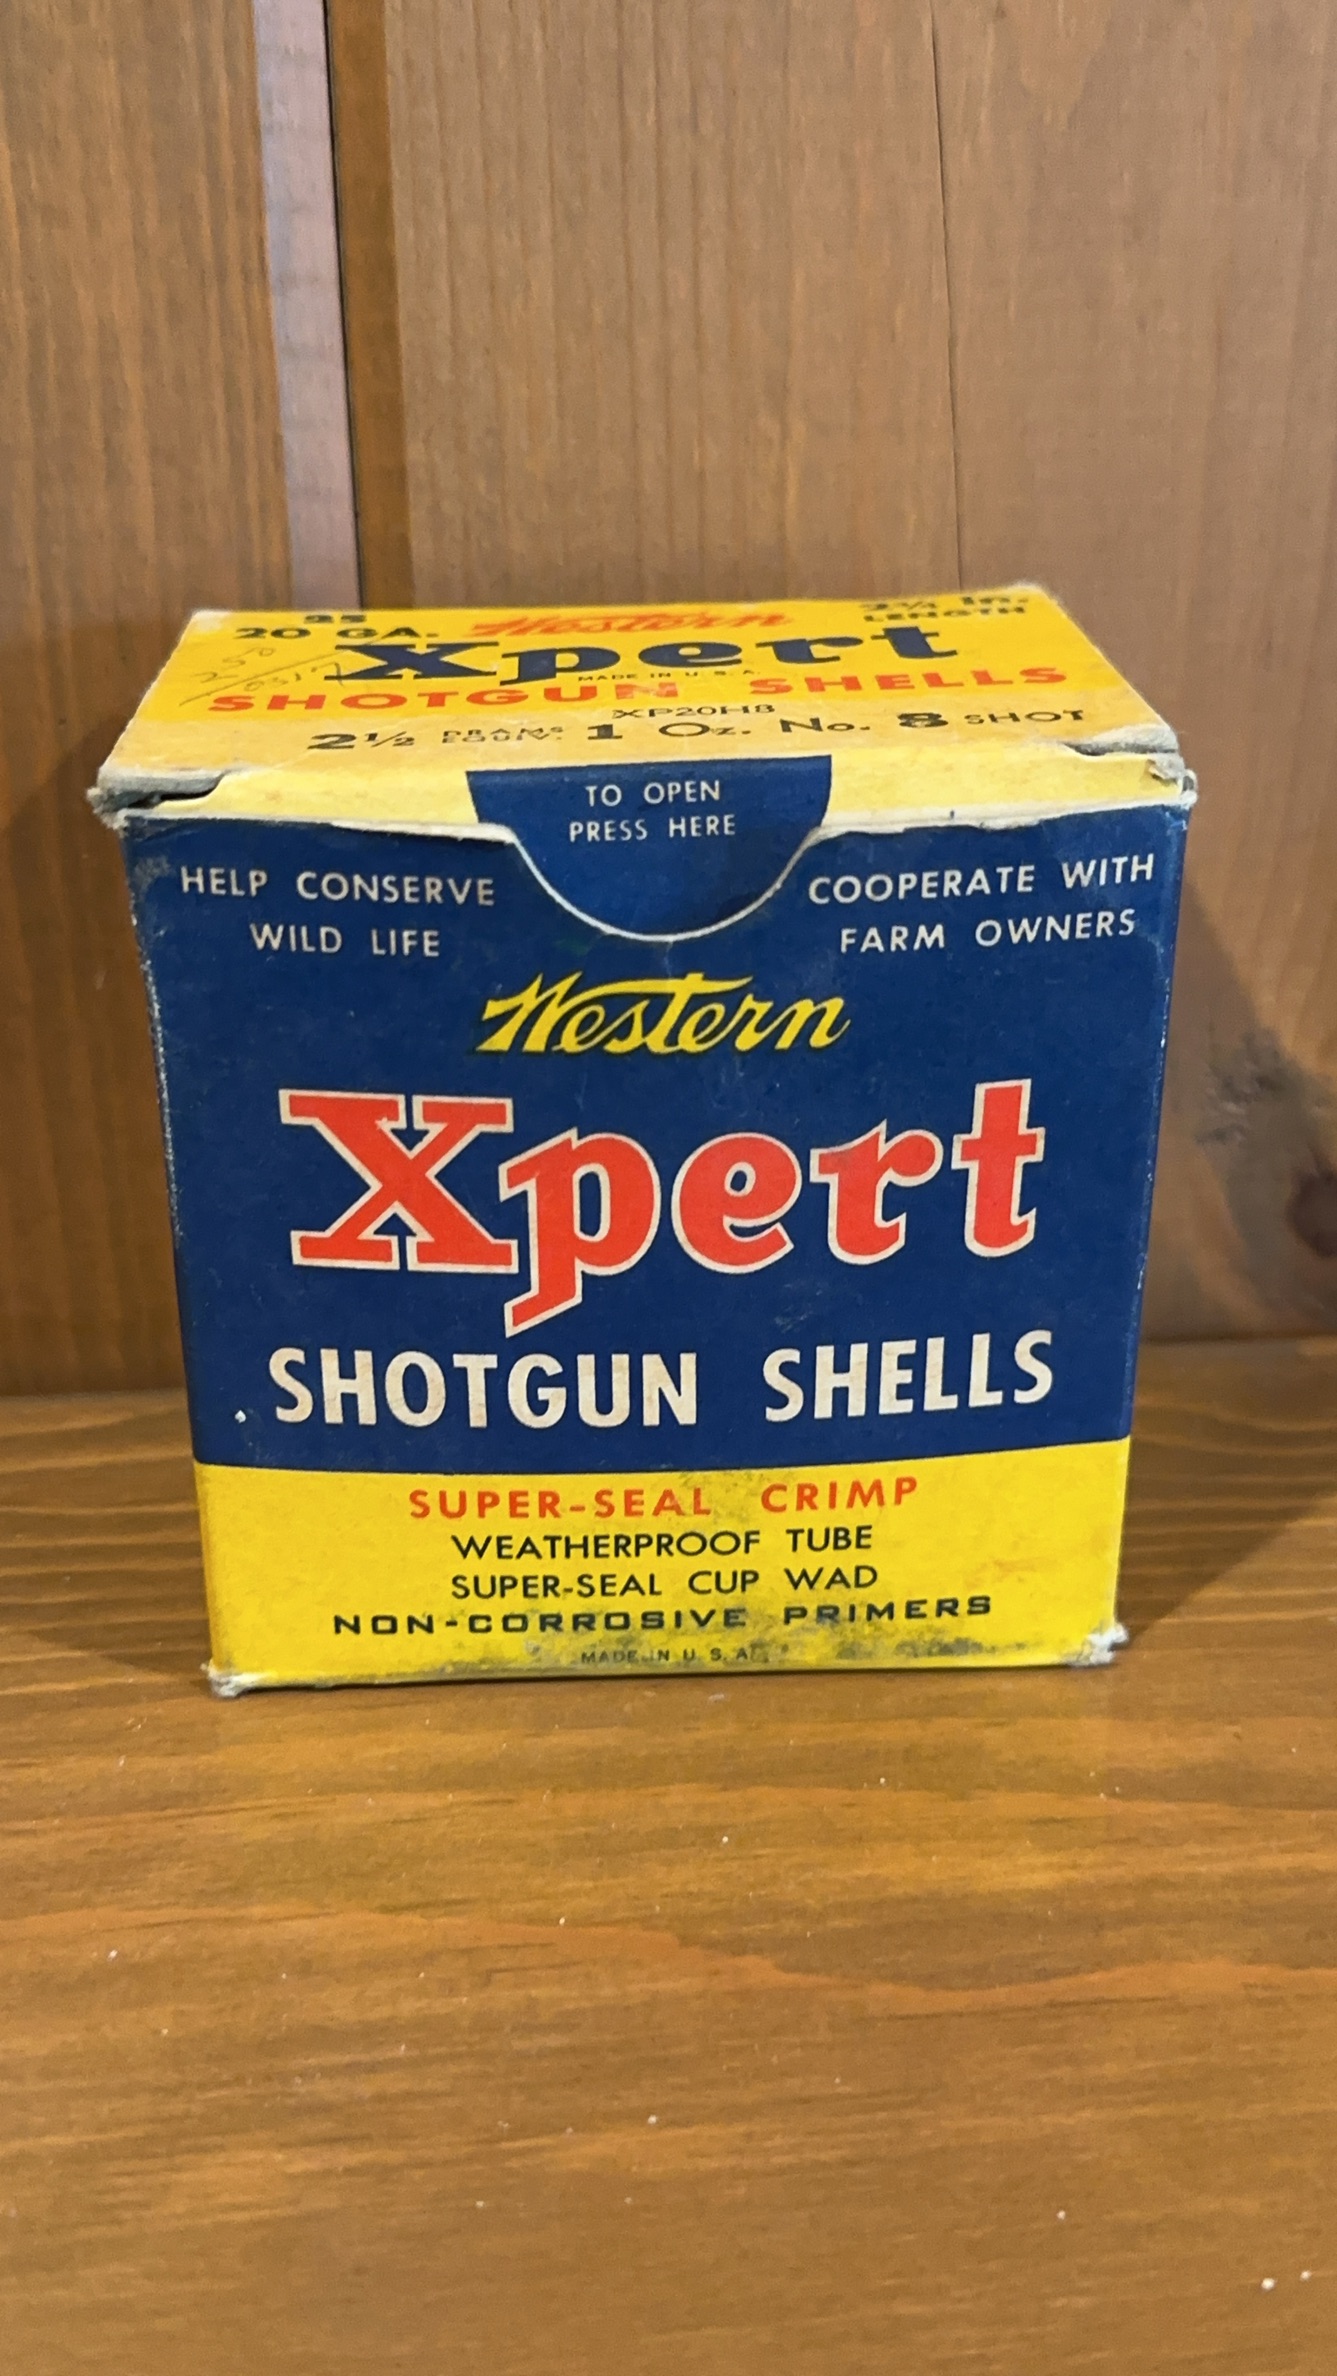 25
20 GA.
Western
2¾ In.
LENGTH
Xpert
MADE IN U.S.A.
SHOTGUN SHELLS
XP20H8
2½ DRAMS EQUIV. 1 Oz. No. 8 SHOT
TO OPEN
PRESS HERE
HELP CONSERVE
WILD LIFE
COOPERATE WITH
FARM OWNERS
Western
Xpert
SHOTGUN SHELLS
SUPER-SEAL CRIMP
WEATHERPROOF TUBE
SUPER-SEAL CUP WAD
NON-CORROSIVE PRIMERS
MADE IN U.S.A.